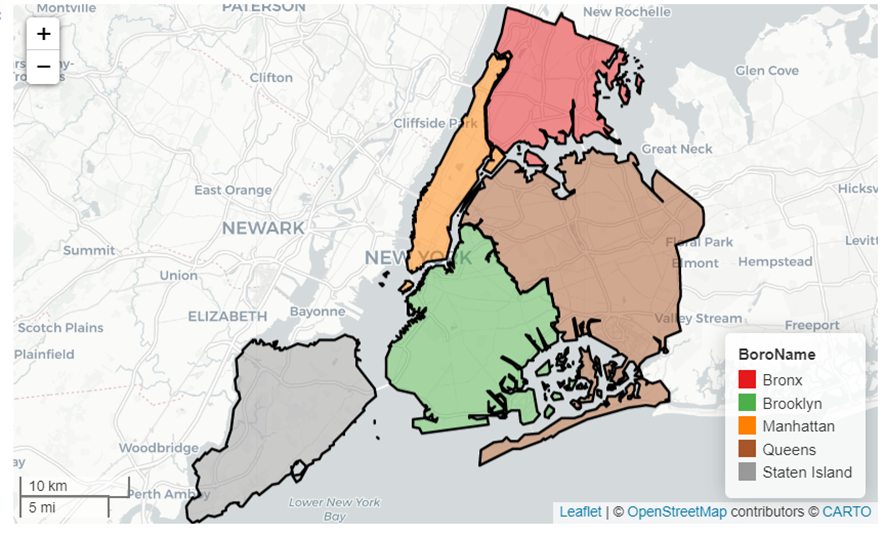 Montville
PATERSON
New Rochelle
+
−
Clifton
Glen Cove
Cliffside Park
Great Neck
East Orange
Hicksv
NEWARK
Summit
NEW YORK
Floral Park
Levitt
Union
Elmont
Hempstead
ELIZABETH
Bayonne
Valley Stream
Freeport
Scotch Plains
Plainfield
BoroName
Bronx
Brooklyn
Manhattan
Queens
Staten Island
Woodbridge
ay
10 km
5 mi
Perth Amboy
Lower New York
Bay
Leaflet | © OpenStreetMap contributors © CARTO